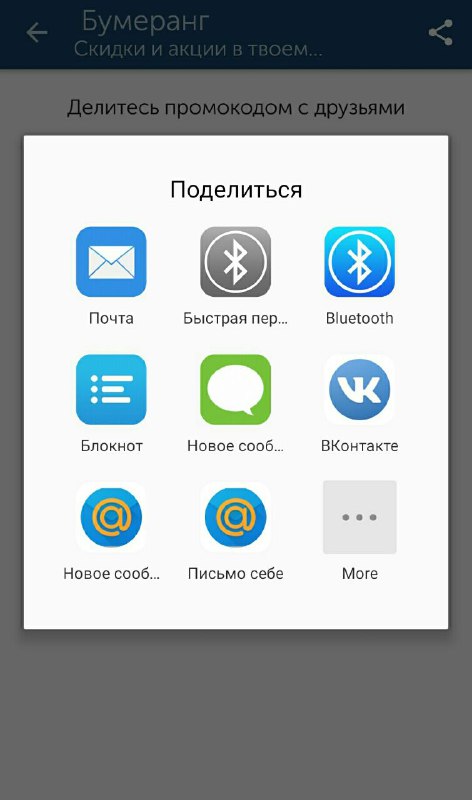 Бумеранг
Скидки и акции в твоем...
Делитесь промокодом с друзьями
Поделиться
Почта
Быстрая пер...
Bluetooth
Блокнот
Новое сооб...
ВКонтакте
Новое сооб...
Письмо себе
More